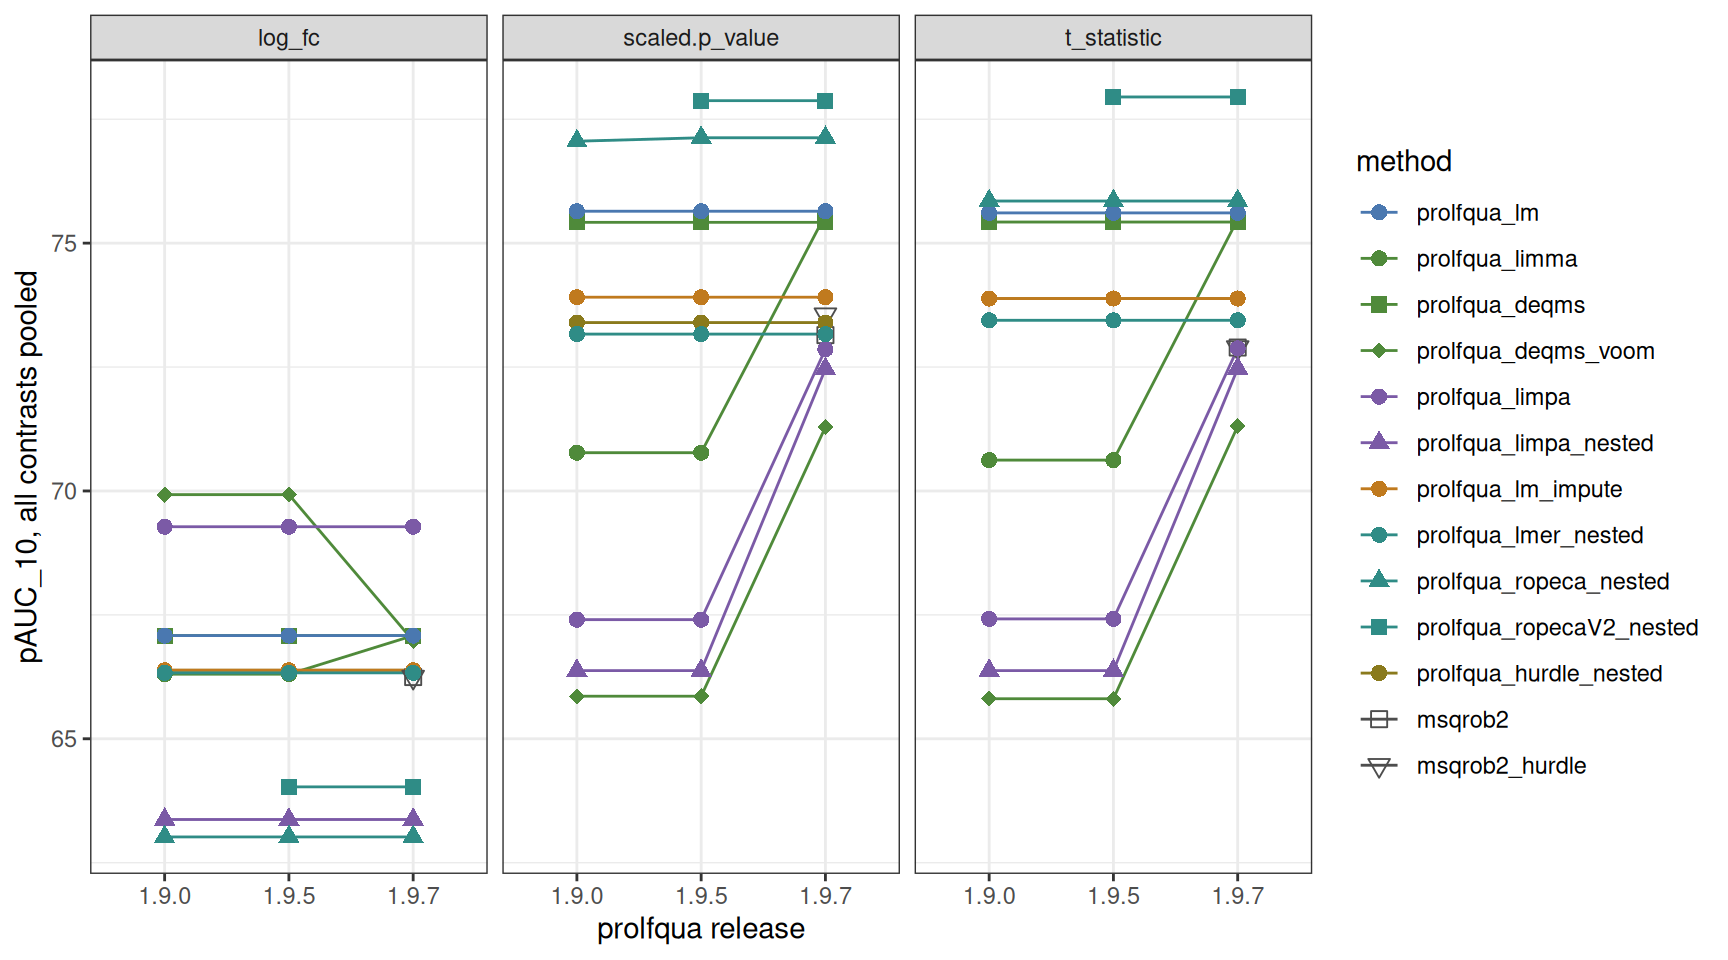 log_fc
scaled.p_value
t_statistic
pAUC_10, all contrasts pooled
75
70
65
1.9.0
1.9.5
1.9.7
1.9.0
1.9.5
1.9.7
1.9.0
1.9.5
1.9.7
prolfqua release
method
prolfqua_lm
prolfqua_limma
prolfqua_deqms
prolfqua_deqms_voom
prolfqua_limpa
prolfqua_limpa_nested
prolfqua_lm_impute
prolfqua_lmer_nested
prolfqua_ropeca_nested
prolfqua_ropecaV2_nested
prolfqua_hurdle_nested
msqrob2
msqrob2_hurdle